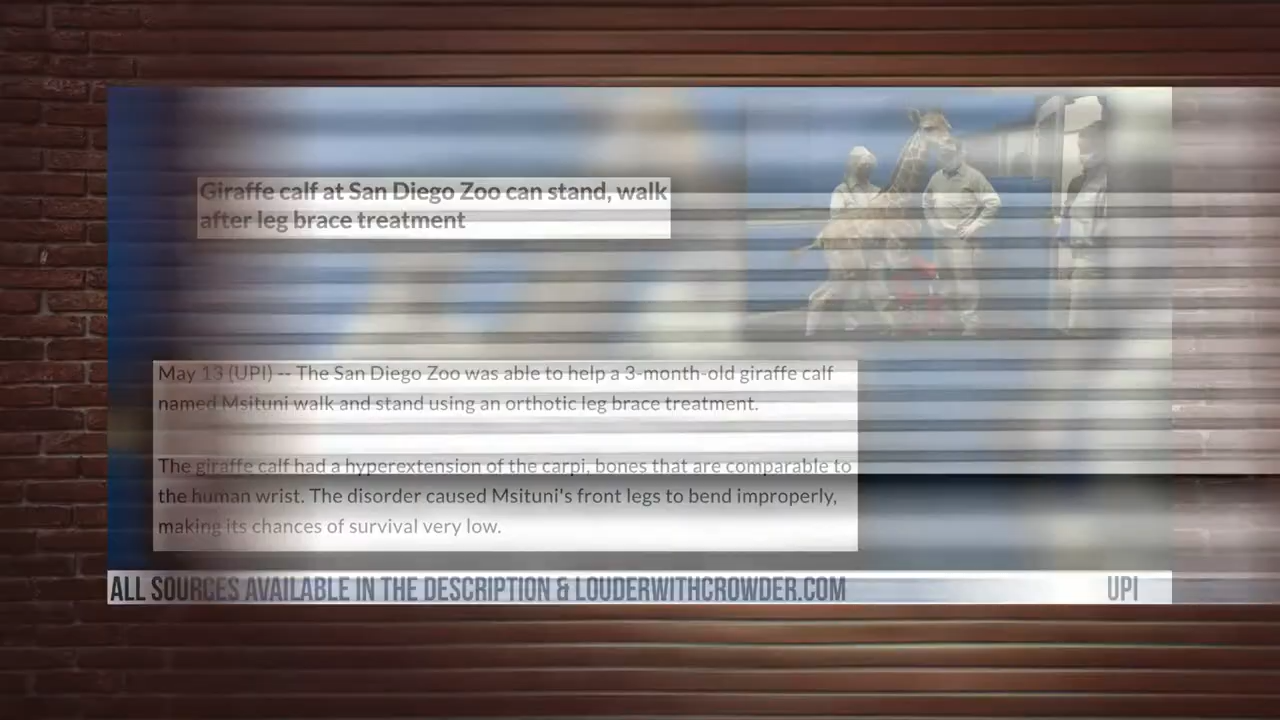 Giraffe calf at San Diego Zoo can stand, walk
after leg brace treatment
May 13 (UPI) -- The San Diego Zoo was able to help a 3-month-old giraffe calf
named Msituni walk and stand using an orthotic leg brace treatment.
The giraffe calf had a hyperextension of the carpi, bones that are comparable to
the human wrist. The disorder caused Msituni's front legs to bend improperly,
making its chances of survival very low.
ALL SOURCES AVAILABLE IN THE DESCRIPTION & LOUDERWITHCROWDER.COM
UPI